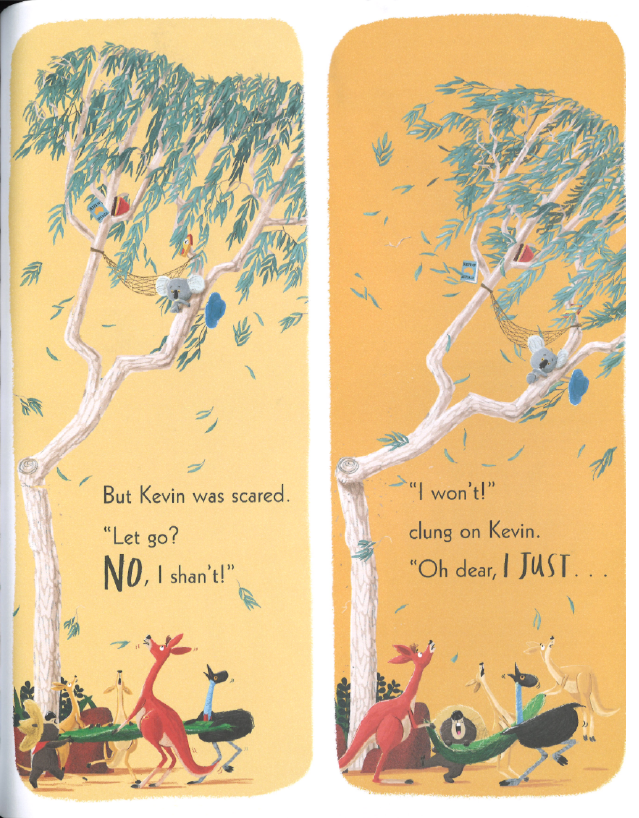 But Kevin was scared.
“Let go?
NO, I shan’t!”
“I won’t!”
clung on Kevin.
“Oh dear, I JUST . . .